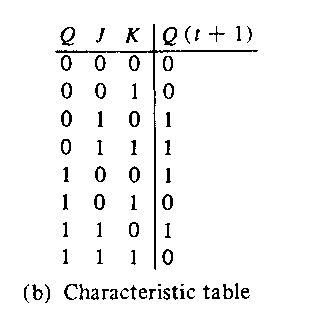 Q J K Q (t + 1)
0 0 0 0
0 0 1 0
0 1 0 1
0 1 1 1
1 0 0 1
1 0 1 0
1 1 0 1
1 1 1 0
(b) Characteristic table